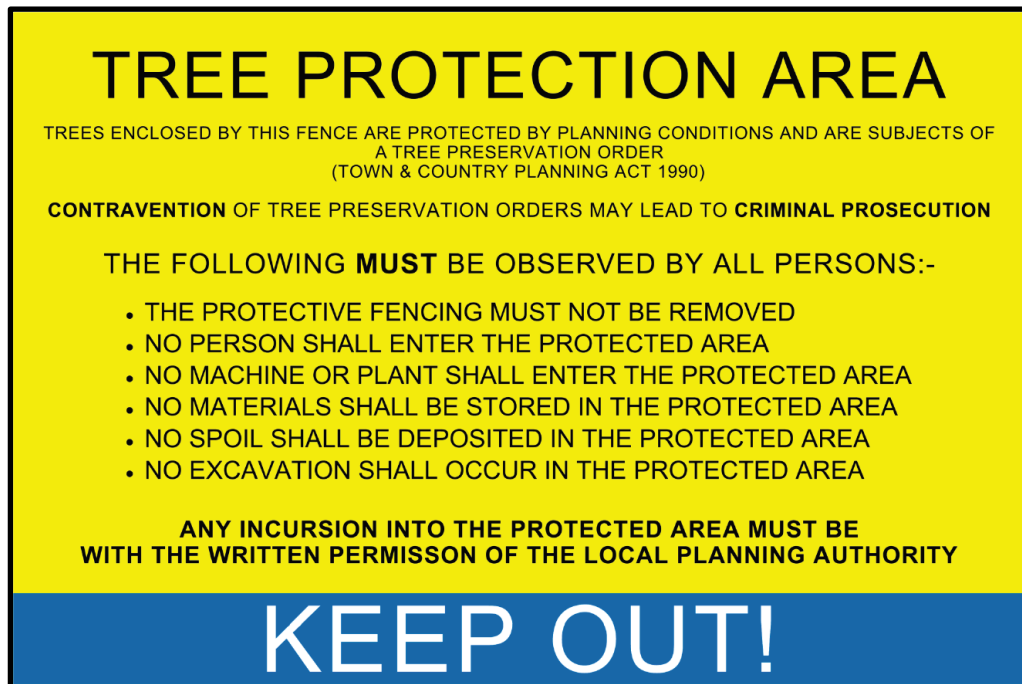 TREE PROTECTION AREA
TREES ENCLOSED BY THIS FENCE ARE PROTECTED BY PLANNING CONDITIONS AND ARE SUBJECTS OF
A TREE PRESERVATION ORDER
(TOWN & COUNTRY PLANNING ACT 1990)
CONTRAVENTION OF TREE PRESERVATION ORDERS MAY LEAD TO CRIMINAL PROSECUTION
THE FOLLOWING MUST BE OBSERVED BY ALL PERSONS:-
• THE PROTECTIVE FENCING MUST NOT BE REMOVED
• NO PERSON SHALL ENTER THE PROTECTED AREA
• NO MACHINE OR PLANT SHALL ENTER THE PROTECTED AREA
• NO MATERIALS SHALL BE STORED IN THE PROTECTED AREA
• NO SPOIL SHALL BE DEPOSITED IN THE PROTECTED AREA
• NO EXCAVATION SHALL OCCUR IN THE PROTECTED AREA
ANY INCURSION INTO THE PROTECTED AREA MUST BE
WITH THE WRITTEN PERMISSON OF THE LOCAL PLANNING AUTHORITY
KEEP OUT!